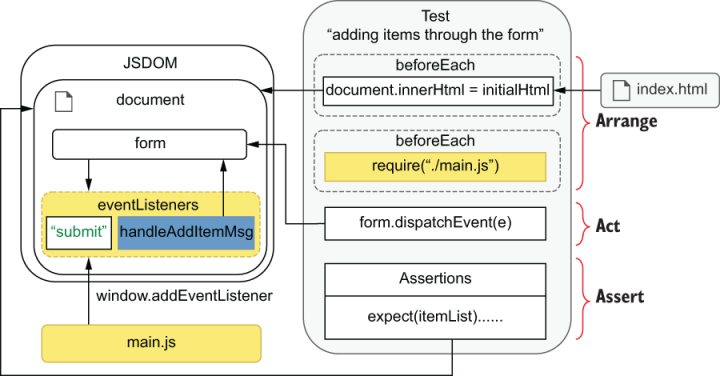 Test
“adding items through the form”
JSDOM
beforeEach
document.innerHtml = initialHtml
index.html
document
Arrange
form
beforeEach
require(“./main.js”)
eventListeners
“submit”
handleAddItemMsg
form.dispatchEvent(e)
Act
Assertions
window.addEventListener
Assert
expect(itemList)......
main.js